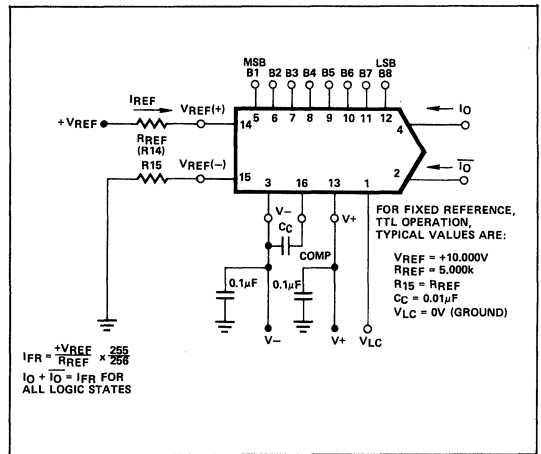 MSB LSB
B1 B2 B3 B4 B5 B6 B7 B8
IREF
VREF(+)
+VREF
RREF
(R14)
R15
VREF(−)
14
15
5 6 7 8 9 10 11 12
4
2
IO
IO
3 16 13 1
V− V+
CC
COMP
0.1μF 0.1μF
V− V+ VLC
FOR FIXED REFERENCE,
TTL OPERATION,
TYPICAL VALUES ARE:
VREF = +10.000V
RREF = 5.000k
R15 = RREF
CC = 0.01μF
VLC = 0V (GROUND)
IFR = +VREF/RREF × 255/256
IO + IO = IFR FOR
ALL LOGIC STATES